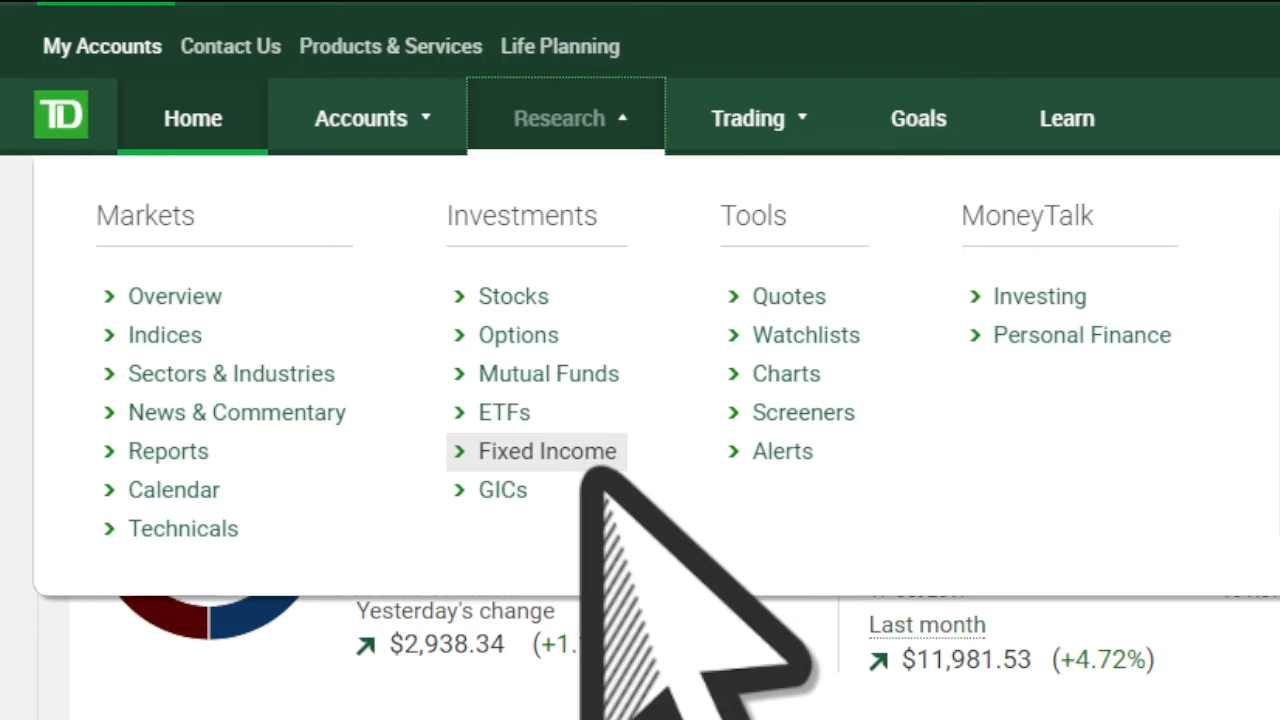 My Accounts Contact Us Products & Services Life Planning
TD Home Accounts Research Trading Goals Learn
Markets
Overview
Indices
Sectors & Industries
News & Commentary
Reports
Calendar
Technicals
Investments
Stocks
Options
Mutual Funds
ETFs
Fixed Income
GICs
Tools
Quotes
Watchlists
Charts
Screeners
Alerts
MoneyTalk
Investing
Personal Finance
Yesterday's change
$2,938.34 (+1.
Last month
$11,981.53 (+4.72%)